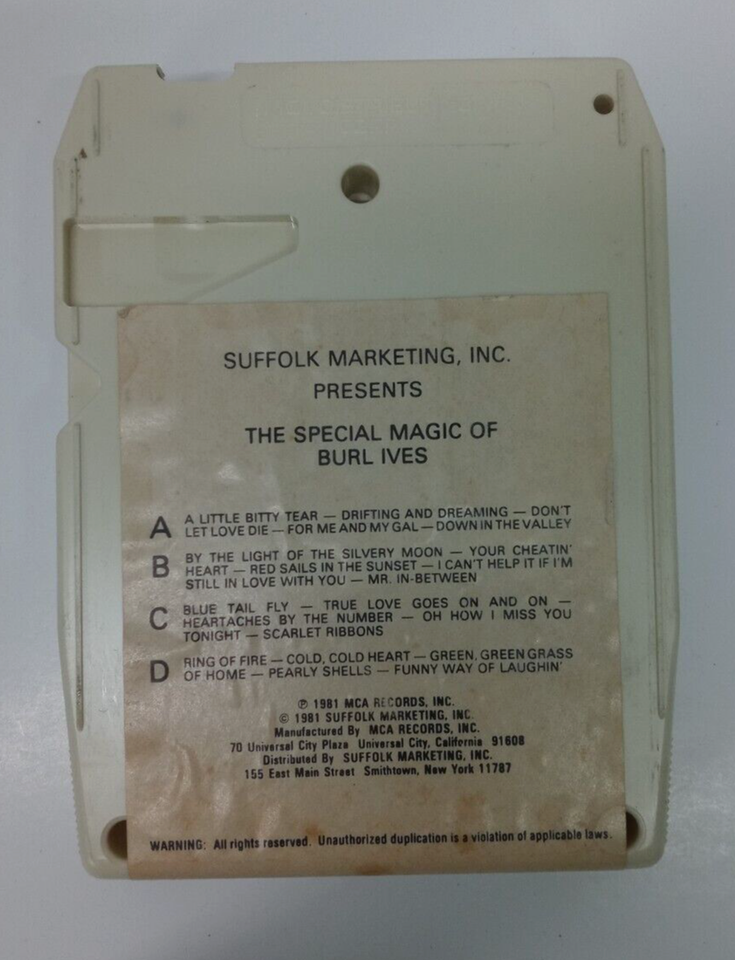 SUFFOLK MARKETING, INC.
PRESENTS
THE SPECIAL MAGIC OF
BURL IVES
A A LITTLE BITTY TEAR — DRIFTING AND DREAMING — DON'T
LET LOVE DIE — FOR ME AND MY GAL — DOWN IN THE VALLEY
B BY THE LIGHT OF THE SILVERY MOON — YOUR CHEATIN'
HEART — RED SAILS IN THE SUNSET — I CAN'T HELP IT IF I'M
STILL IN LOVE WITH YOU — MR. IN-BETWEEN
C BLUE TAIL FLY — TRUE LOVE GOES ON AND ON —
HEARTACHES BY THE NUMBER — OH HOW I MISS YOU
TONIGHT — SCARLET RIBBONS
D RING OF FIRE — COLD, COLD HEART — GREEN, GREEN GRASS
OF HOME — PEARLY SHELLS — FUNNY WAY OF LAUGHIN'
℗ 1981 MCA RECORDS, INC.
© 1981 SUFFOLK MARKETING, INC.
Manufactured By MCA RECORDS, INC.
70 Universal City Plaza Universal City, California 91608
Distributed By SUFFOLK MARKETING, INC.
155 East Main Street Smithtown, New York 11787
WARNING: All rights reserved. Unauthorized duplication is a violation of applicable laws.